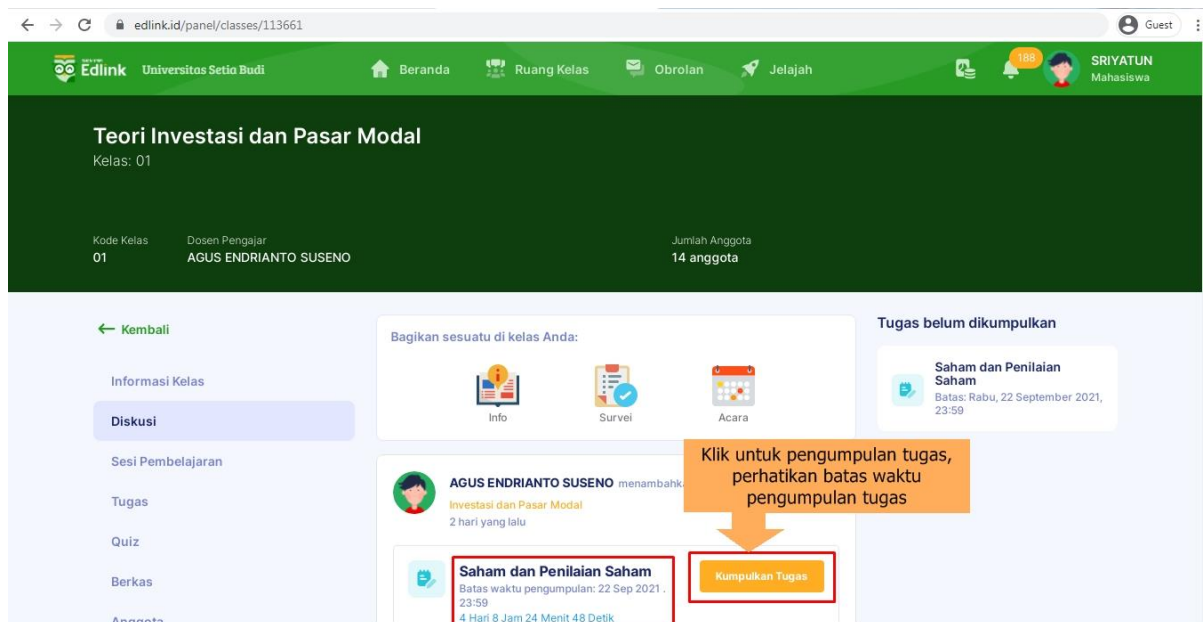 edlink.id/panel/classes/113661
Guest
Edlink Universitas Setia Budi
Beranda
Ruang Kelas
Obrolan
Jelajah
188
SRIYATUN
Mahasiswa
Teori Investasi dan Pasar Modal
Kelas: 01
Kode Kelas
01
Dosen Pengajar
AGUS ENDRIANTO SUSENO
Jumlah Anggota
14 anggota
Kembali
Informasi Kelas
Diskusi
Sesi Pembelajaran
Tugas
Quiz
Berkas
Anggota
Bagikan sesuatu di kelas Anda:
Info
Survei
Acara
AGUS ENDRIANTO SUSENO menambahk
Investasi dan Pasar Modal
2 hari yang lalu
Klik untuk pengumpulan tugas,
perhatikan batas waktu
pengumpulan tugas
Saham dan Penilaian Saham
Batas waktu pengumpulan: 22 Sep 2021 .
23:59
4 Hari 8 Jam 24 Menit 48 Detik
Kumpulkan Tugas
Tugas belum dikumpulkan
Saham dan Penilaian
Saham
Batas: Rabu, 22 September 2021,
23:59